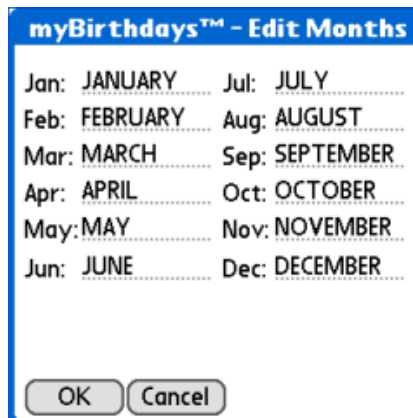 myBirthdays™ - Edit Months
Jan: JANUARY Jul: JULY
Feb: FEBRUARY Aug: AUGUST
Mar: MARCH Sep: SEPTEMBER
Apr: APRIL Oct: OCTOBER
May: MAY Nov: NOVEMBER
Jun: JUNE Dec: DECEMBER
OK Cancel